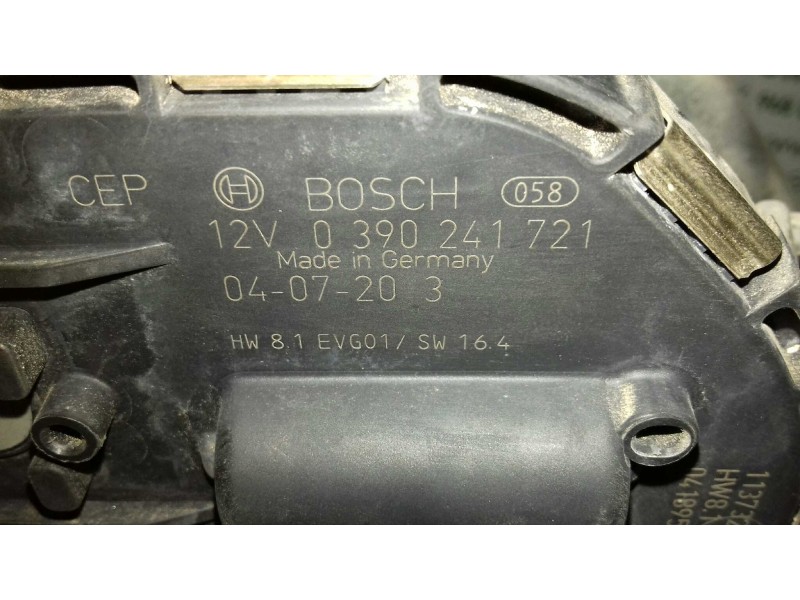 CEP BOSCH 058
12V 0 390 241 721
Made in Germany
04-07-20 3
HW 8.1 EVG01/ SW 16.4
HW8